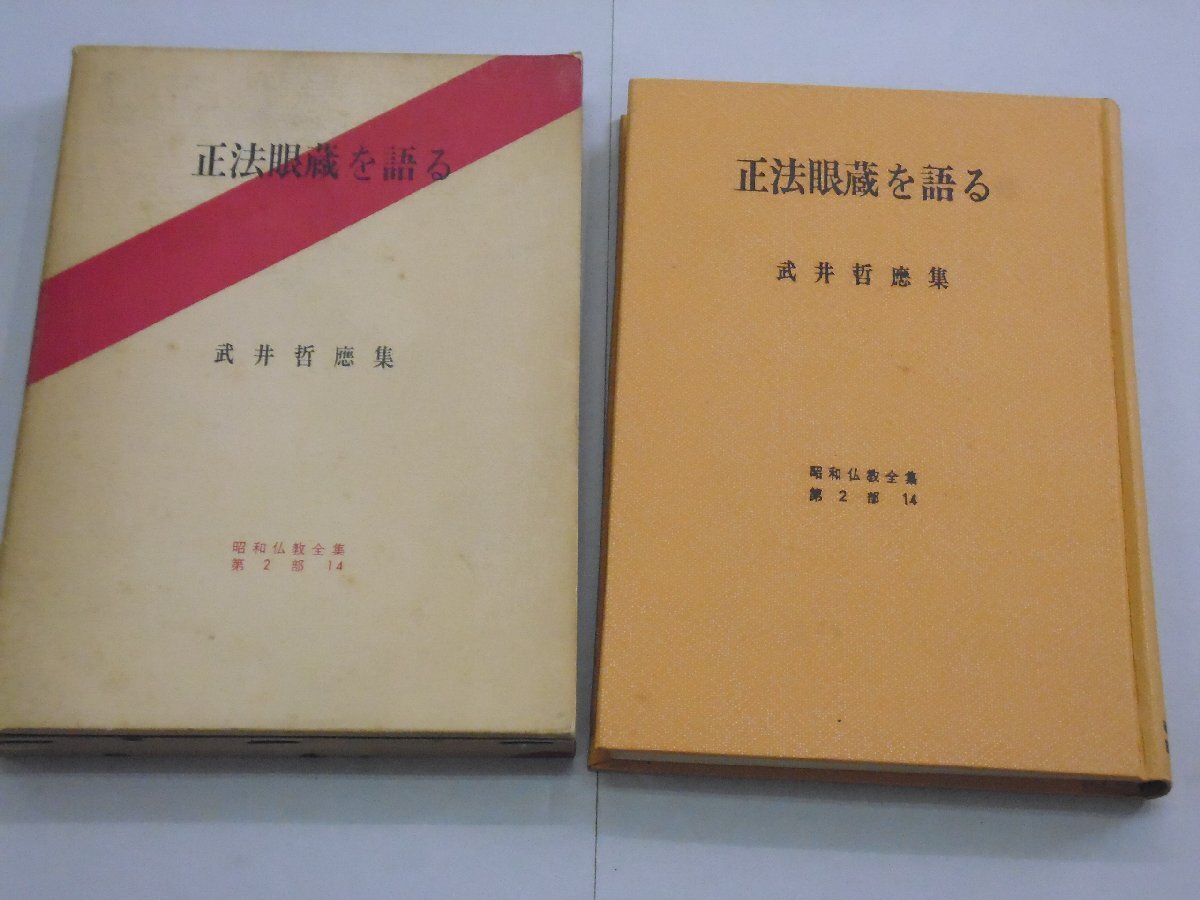 正法眼蔵を語る
武井哲應集
昭和仏教全集
第2部 14
正法眼蔵を語る
武井哲應集
昭和仏教全集
第2部 14